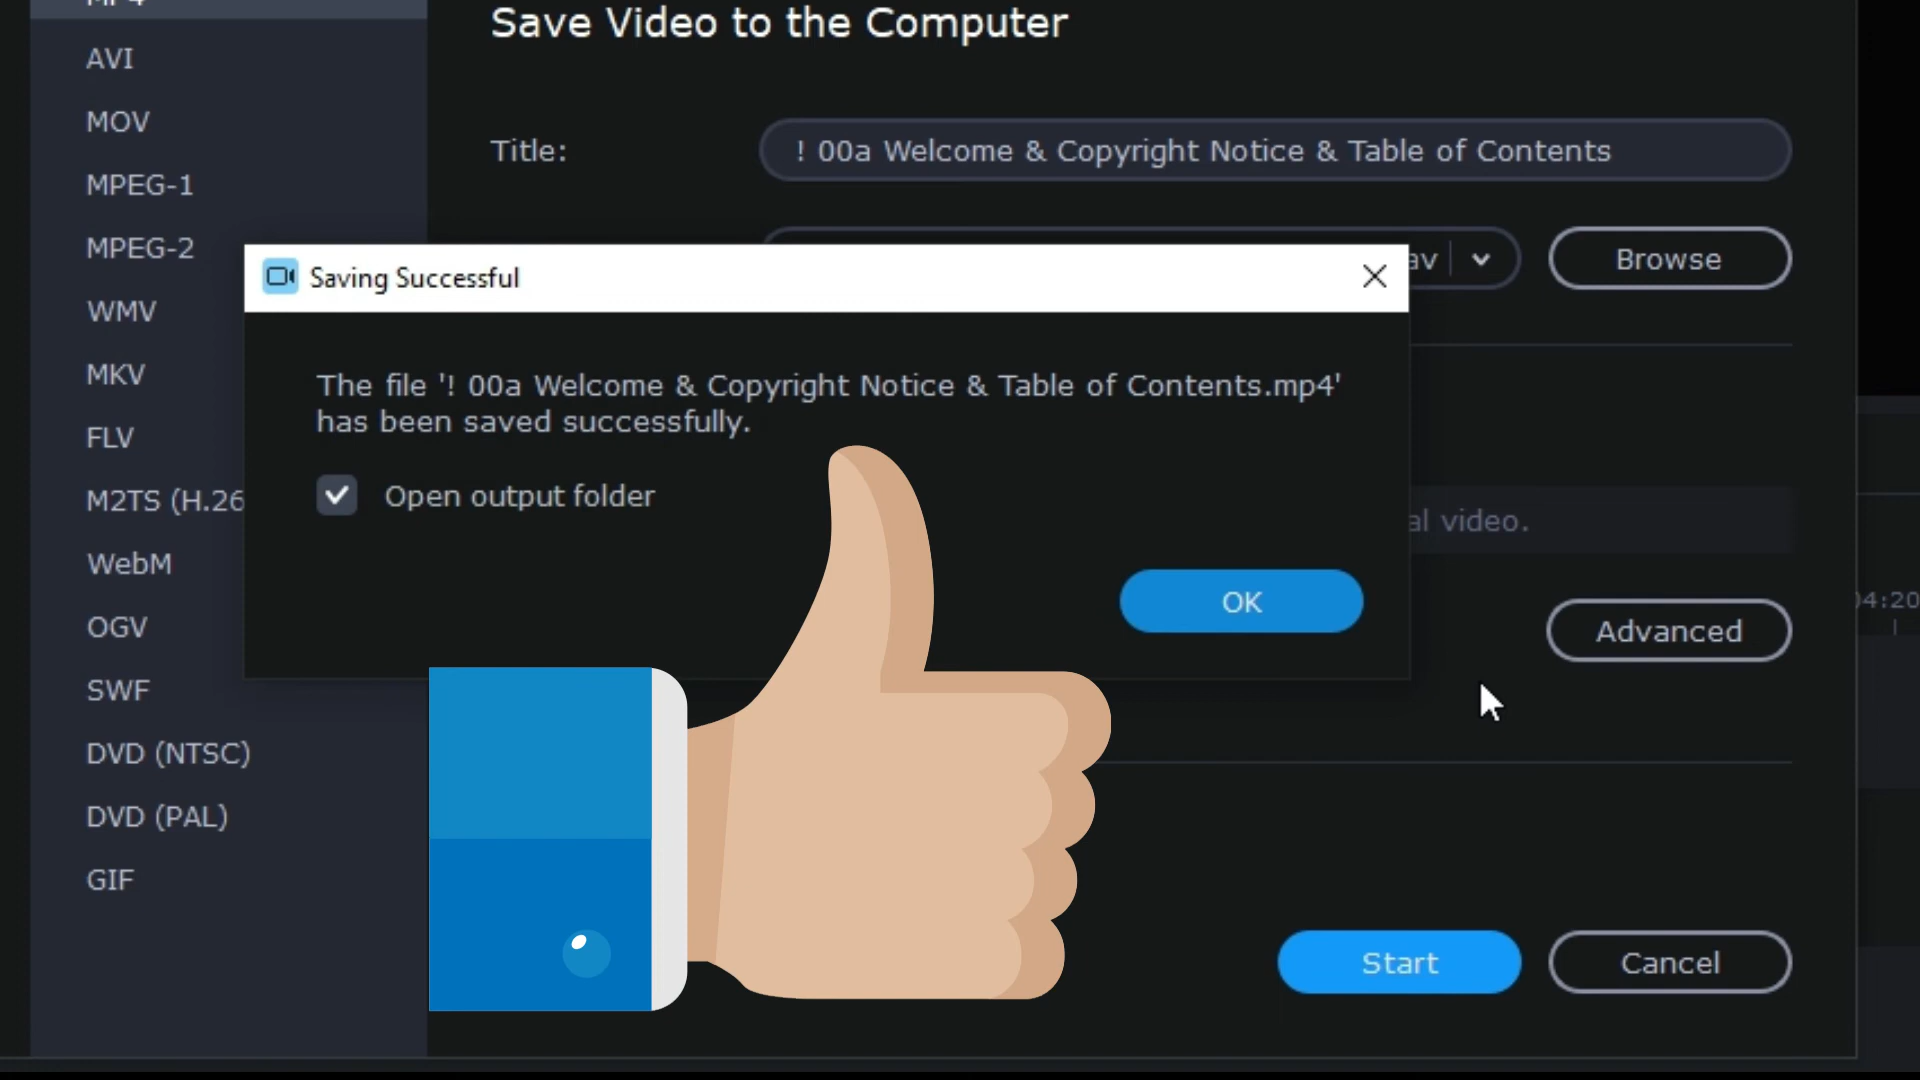 MP4
Save Video to the Computer
AVI
MOV
Title:
! 00a Welcome & Copyright Notice & Table of Contents
MPEG-1
MPEG-2
av
Browse
Saving Successful
WMV
MKV
The file '! 00a Welcome & Copyright Notice & Table of Contents.mp4'
has been saved successfully.
FLV
M2TS (H.26
Open output folder
al video.
WebM
OK
04:20
OGV
Advanced
SWF
DVD (NTSC)
DVD (PAL)
GIF
Start
Cancel